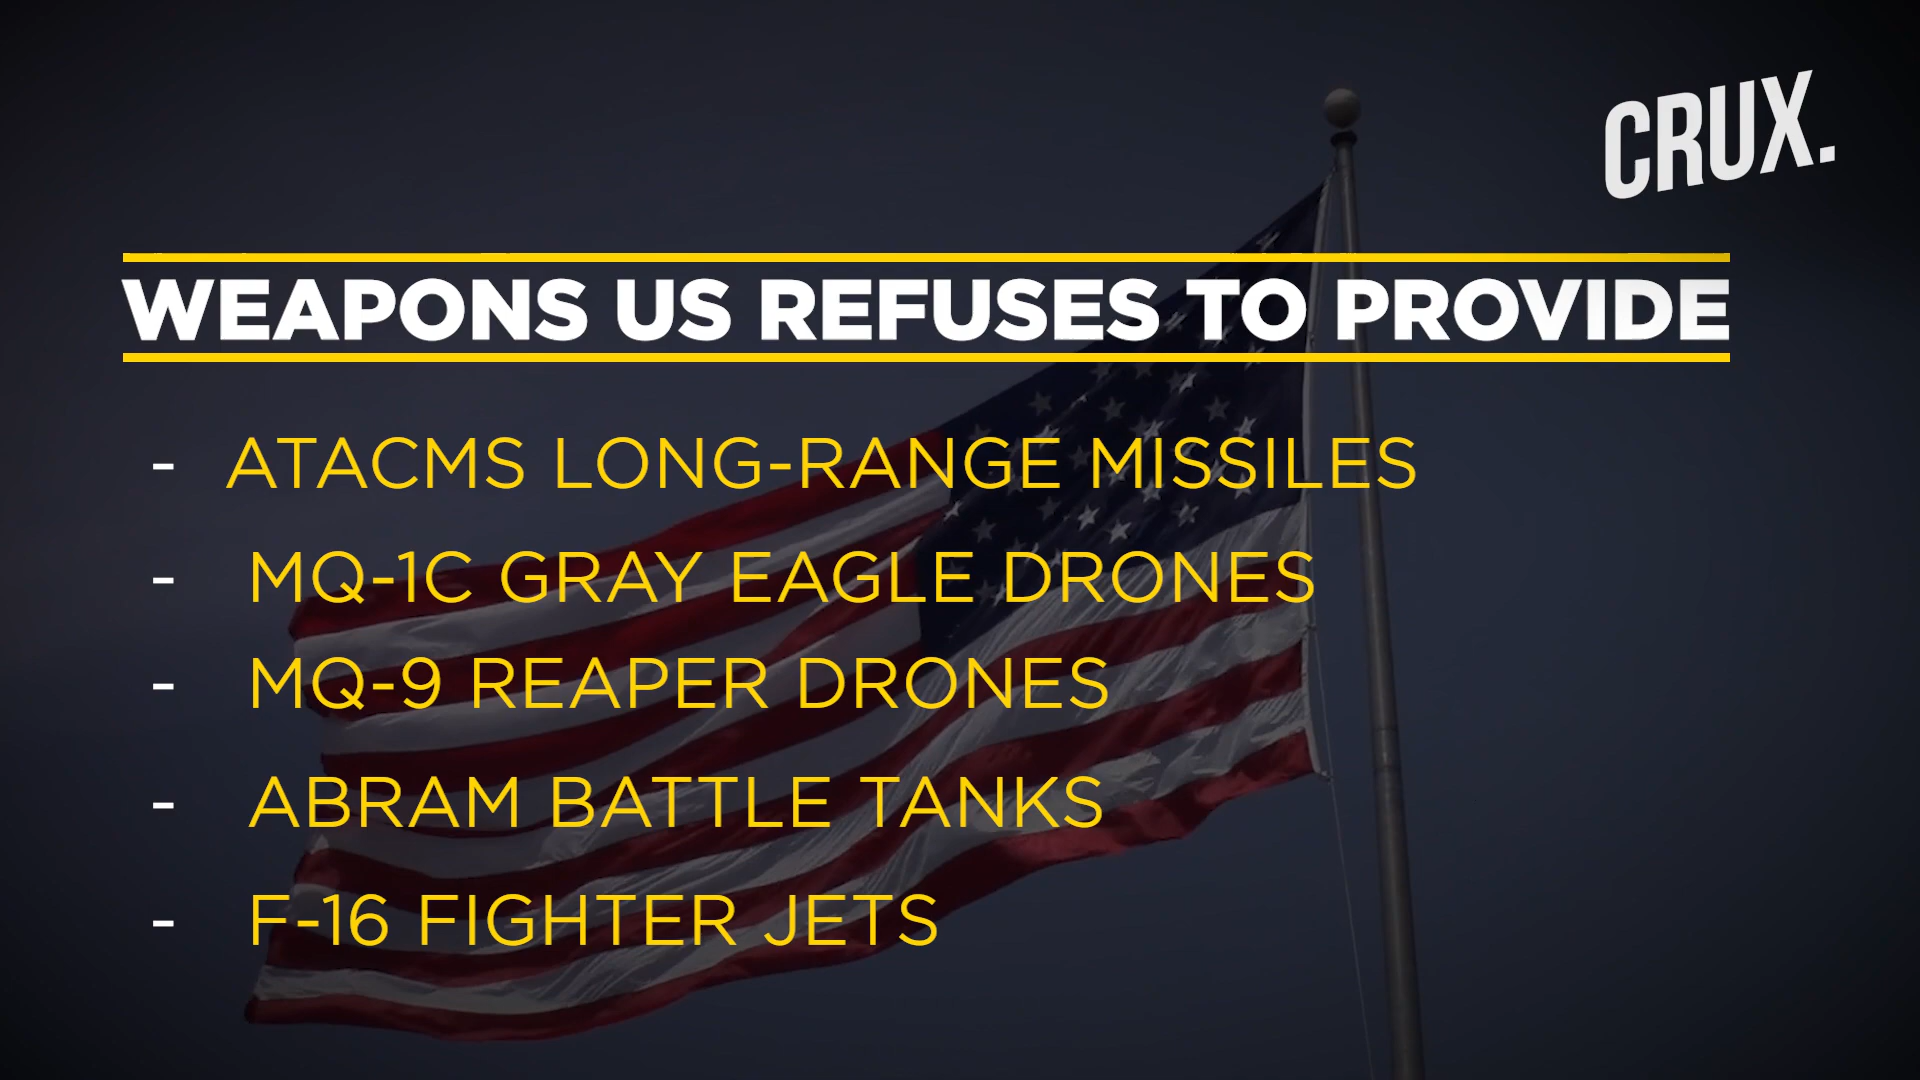 CRUX.
WEAPONS US REFUSES TO PROVIDE
- ATACMS LONG-RANGE MISSILES
- MQ-1C GRAY EAGLE DRONES
- MQ-9 REAPER DRONES
- ABRAM BATTLE TANKS
- F-16 FIGHTER JETS